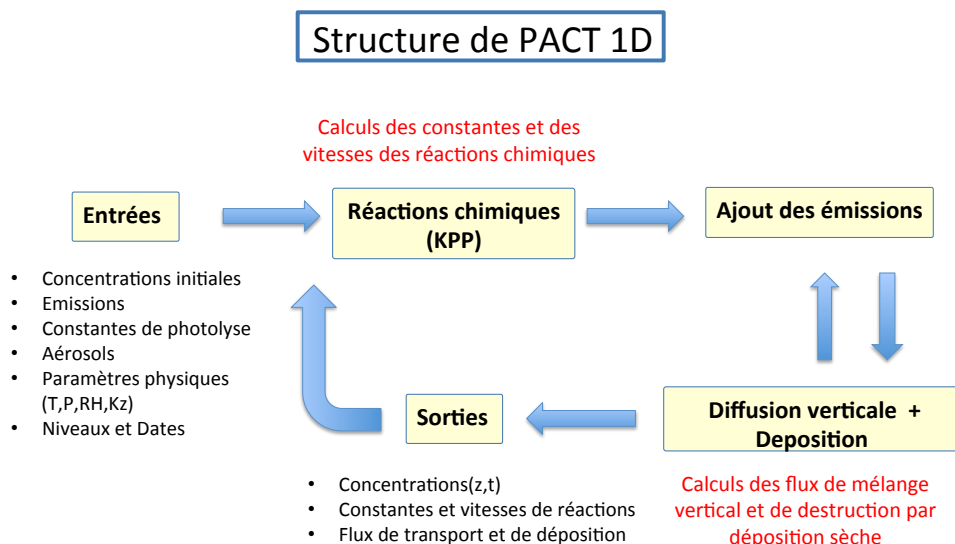 Structure de PACT 1D
Calculs des constantes et des
vitesses des réactions chimiques
Entrées
Réactions chimiques
(KPP)
Ajout des émissions
• Concentrations initiales
• Emissions
• Constantes de photolyse
• Aérosols
• Paramètres physiques
(T,P,RH,Kz)
• Niveaux et Dates
Sorties
Diffusion verticale +
Deposition
• Concentrations(z,t)
• Constantes et vitesses de réactions
• Flux de transport et de déposition
Calculs des flux de mélange
vertical et de destruction par
déposition sèche